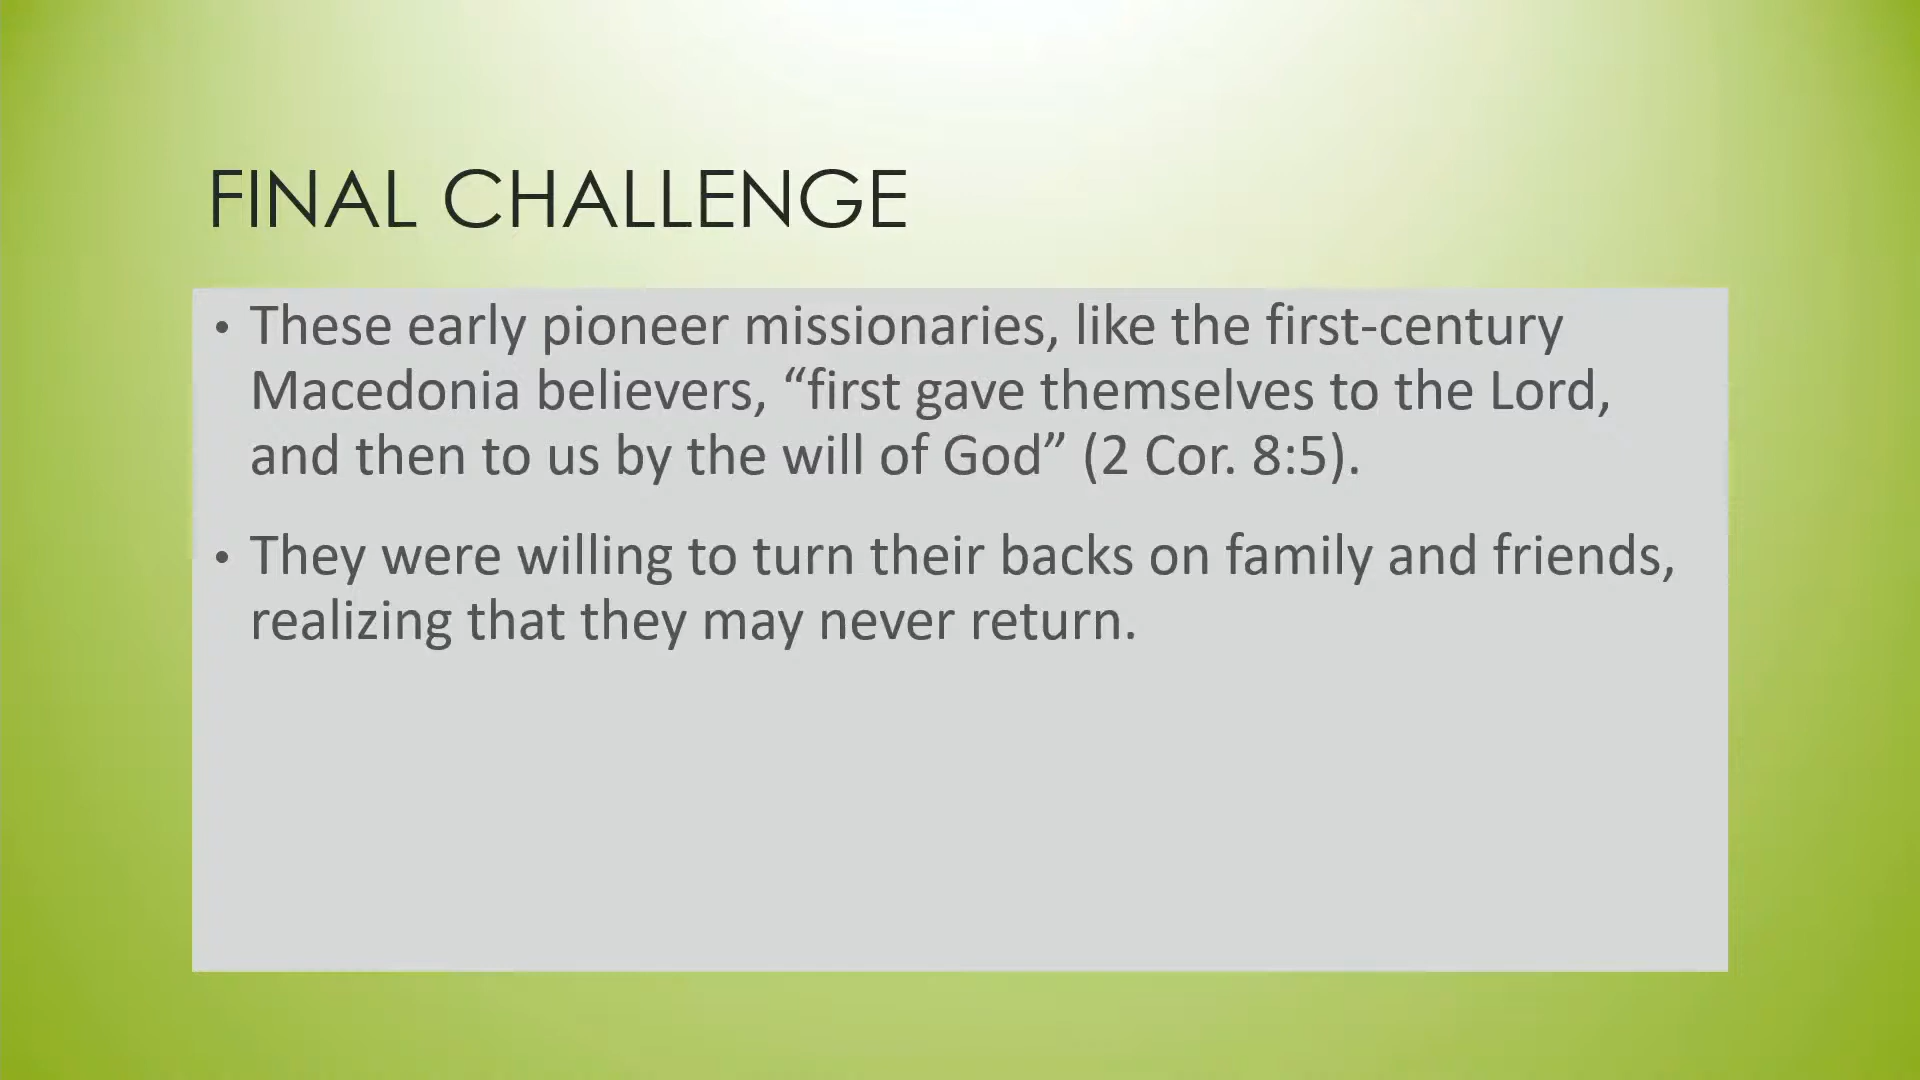 FINAL CHALLENGE
• These early pioneer missionaries, like the first-century
Macedonia believers, “first gave themselves to the Lord,
and then to us by the will of God” (2 Cor. 8:5).
• They were willing to turn their backs on family and friends,
realizing that they may never return.